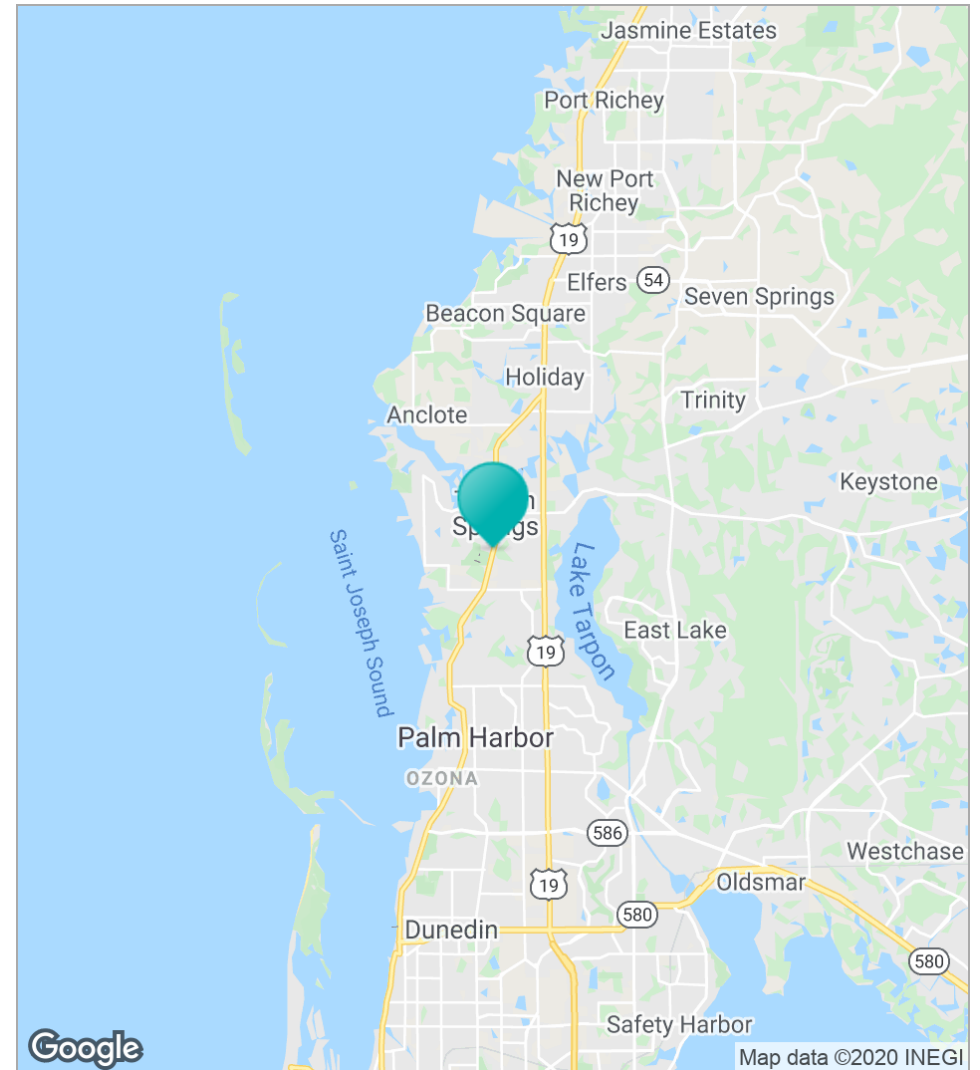 Jasmine Estates
Port Richey
New Port
Richey
19
Elfers
54
Seven Springs
Beacon Square
Holiday
Trinity
Anclote
Keystone
Springs
Saint Joseph Sound
Lake Tarpon
East Lake
19
Palm Harbor
OZONA
586
Westchase
19
Oldsmar
580
Dunedin
580
Safety Harbor
Google
Map data ©2020 INEGI